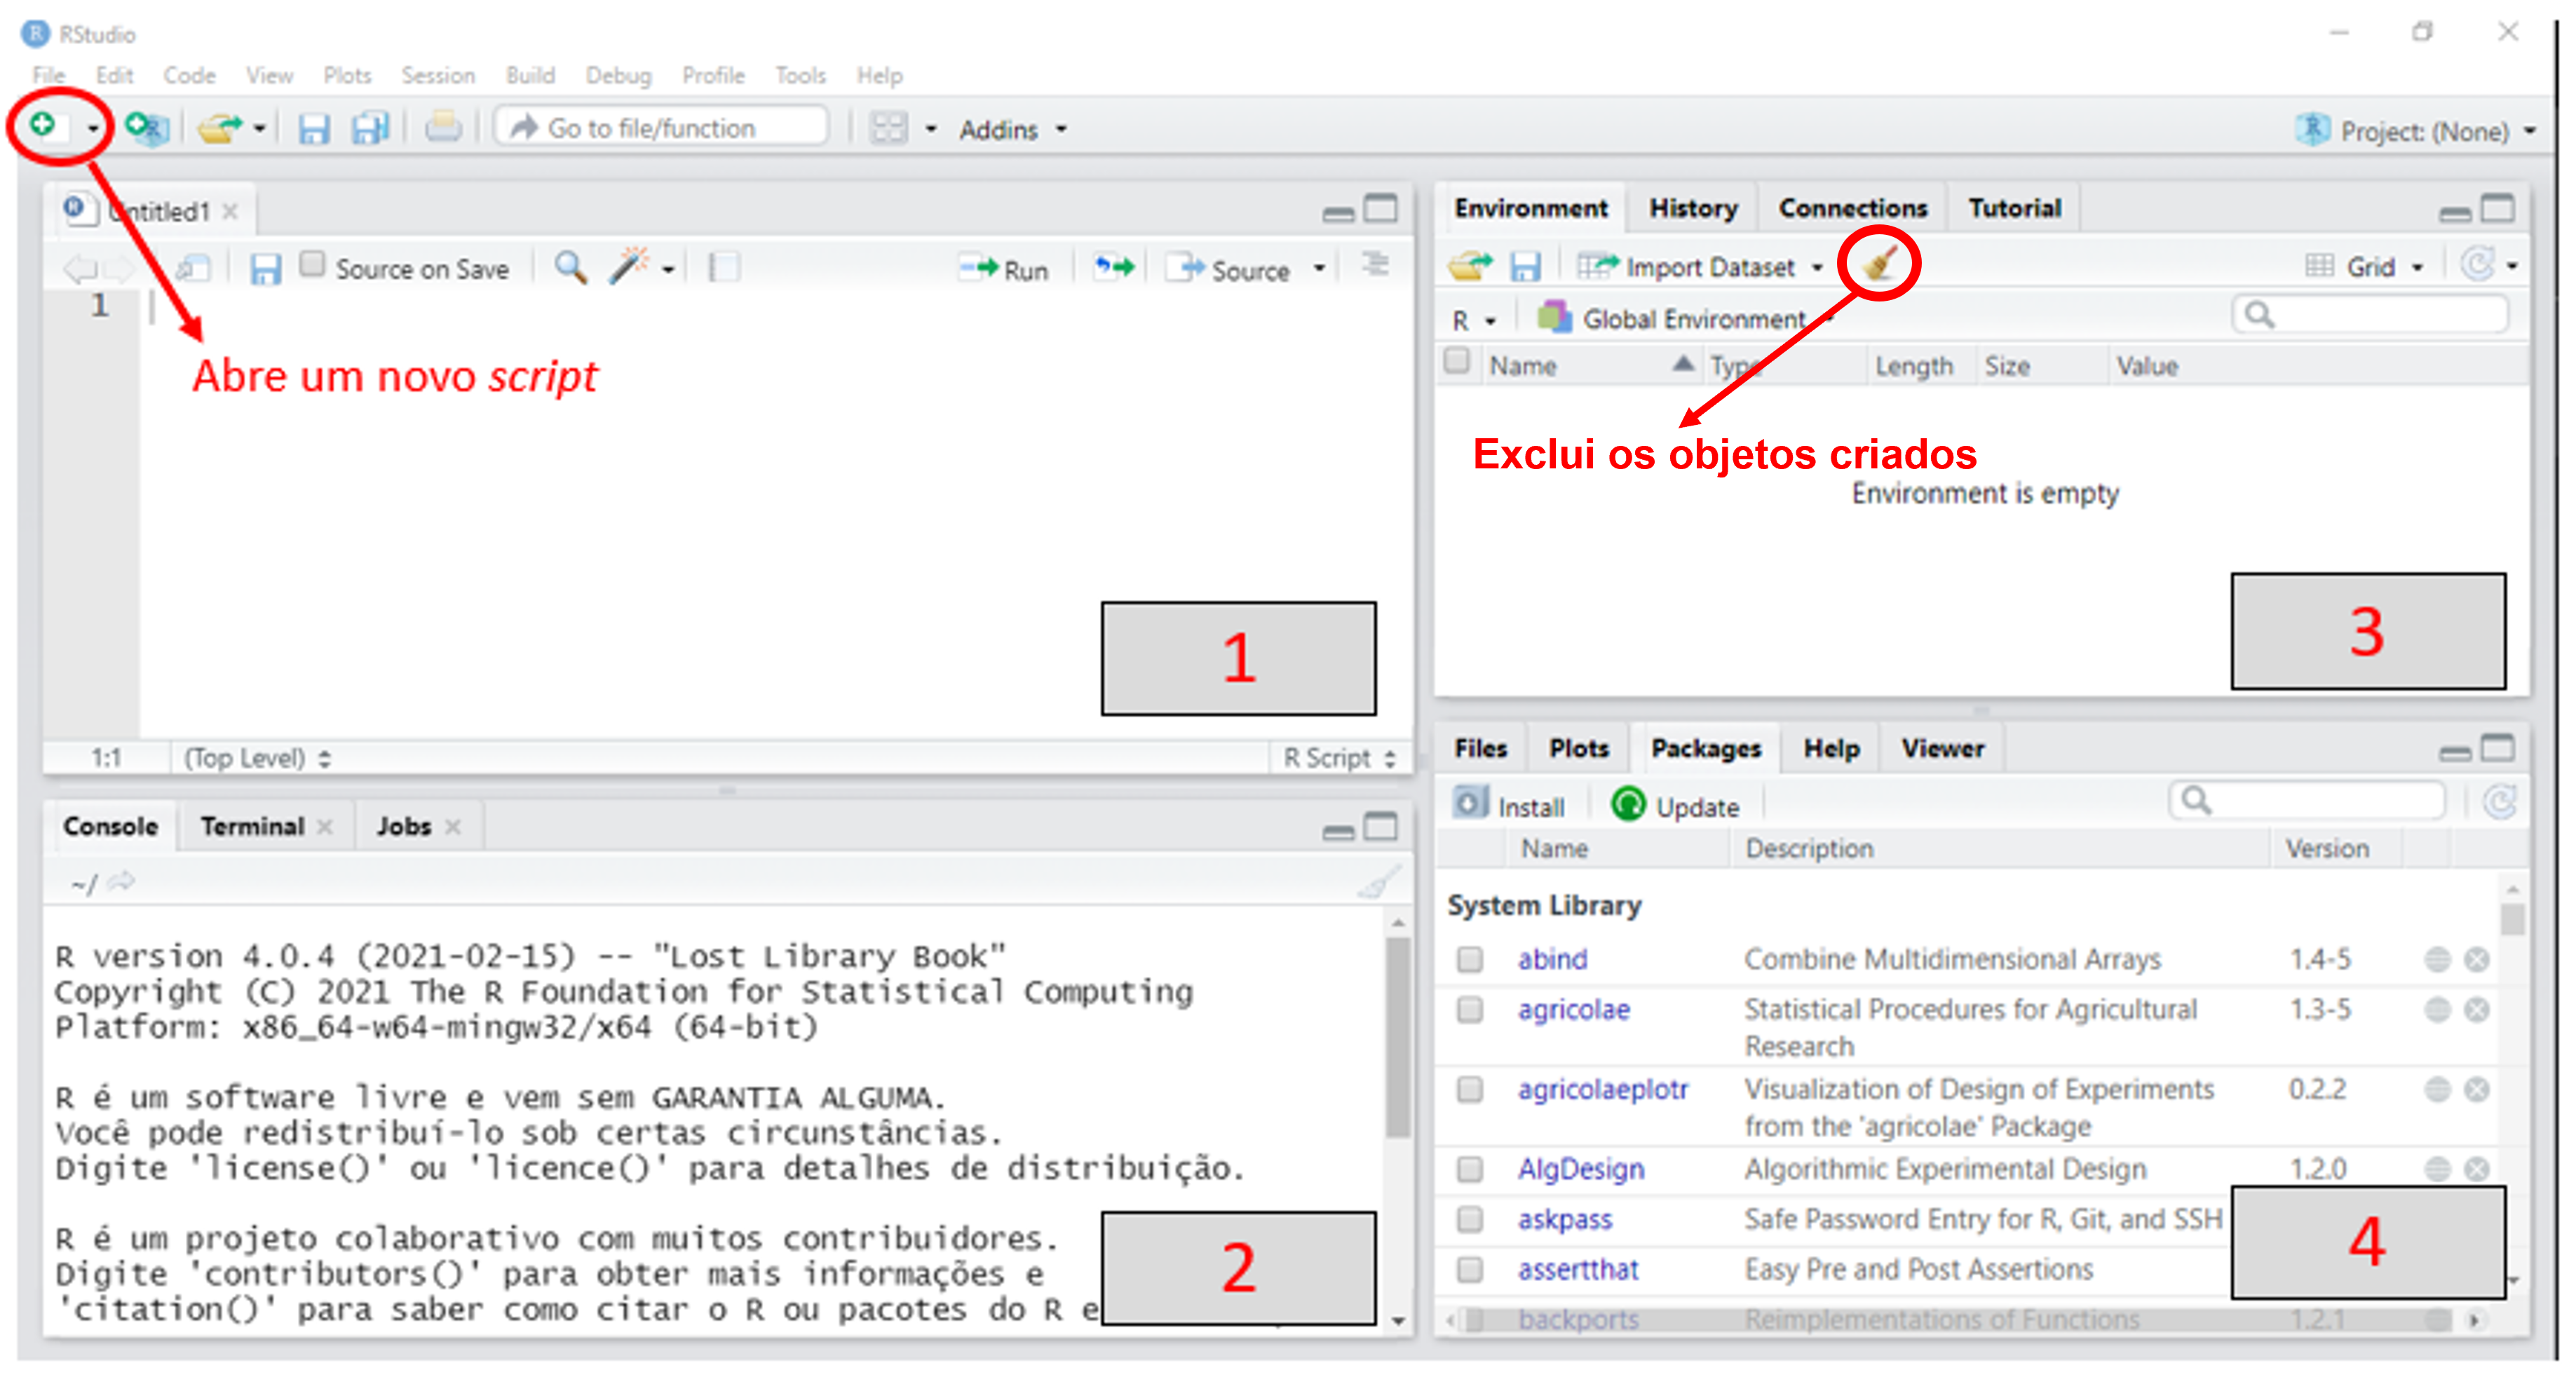 RStudio
File Edit Code View Plots Session Build Debug Profile Tools Help
Go to file/function Addins Project: (None)
Untitled1
Source on Save Run Source
1
Abre um novo script
1
1:1 (Top Level) R Script
Console Terminal Jobs
~/
R version 4.0.4 (2021-02-15) -- "Lost Library Book"
Copyright (C) 2021 The R Foundation for Statistical Computing
Platform: x86_64-w64-mingw32/x64 (64-bit)
R é um software livre e vem sem GARANTIA ALGUMA.
Você pode redistribuí-lo sob certas circunstâncias.
Digite 'license()' ou 'licence()' para detalhes de distribuição.
R é um projeto colaborativo com muitos contribuidores.
Digite 'contributors()' para obter mais informações e
'citation()' para saber como citar o R ou pacotes do R e
2
Environment History Connections Tutorial
Import Dataset Grid
R Global Environment
Name Type Length Size Value
Exclui os objetos criados
Environment is empty
3
Files Plots Packages Help Viewer
Install Update
Name Description Version
System Library
abind Combine Multidimensional Arrays 1.4-5
agricolae Statistical Procedures for Agricultural 1.3-5
Research
agricolaeplotr Visualization of Design of Experiments 0.2.2
from the 'agricolae' Package
AlgDesign Algorithmic Experimental Design 1.2.0
askpass Safe Password Entry for R, Git, and SSH
assertthat Easy Pre and Post Assertions
backports Reimplementations of Functions 1.2.1
4